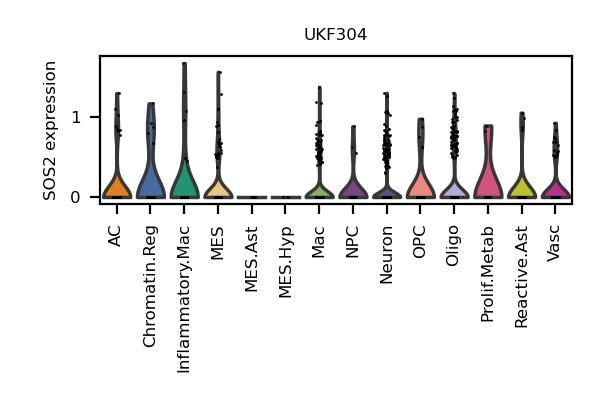 UKF304
SOS2 expression
1
0
AC
Chromatin.Reg
Inflammatory.Mac
MES
MES.Ast
MES.Hyp
Mac
NPC
Neuron
OPC
Oligo
Prolif.Metab
Reactive.Ast
Vasc